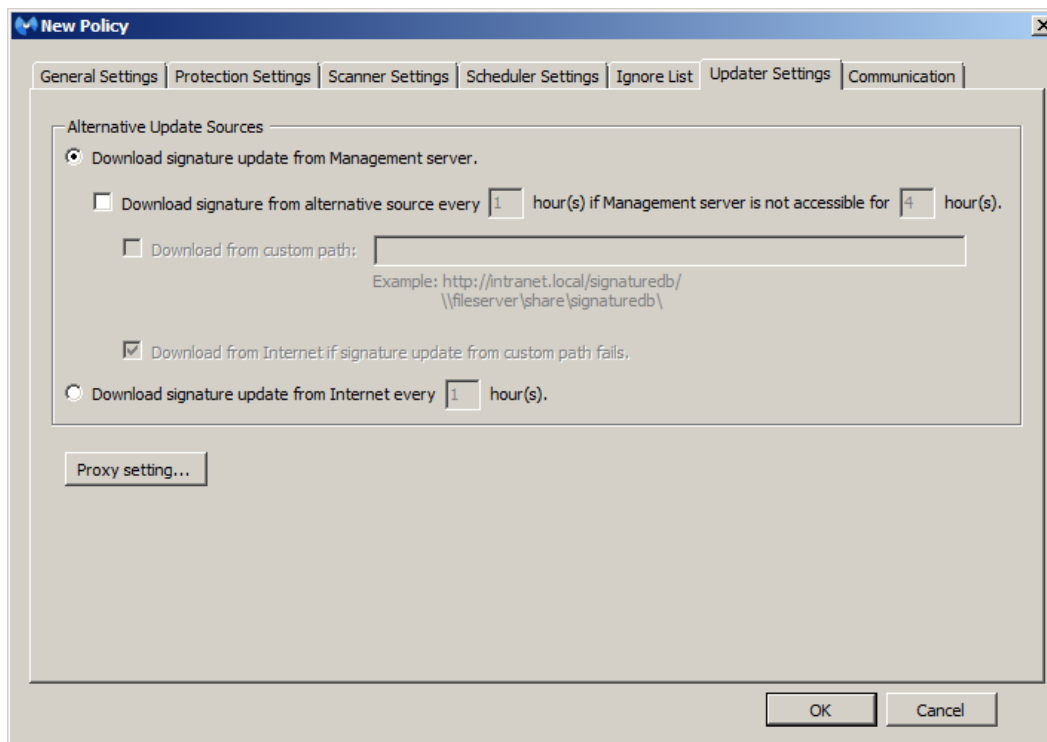 New Policy
General Settings Protection Settings Scanner Settings Scheduler Settings Ignore List Updater Settings Communication
Alternative Update Sources
Download signature update from Management server.
Download signature from alternative source every 1 hour(s) if Management server is not accessible for 4 hour(s).
Download from custom path:
Example: http://intranet.local/signaturedb/
\\fileserver\share\signaturedb\
Download from Internet if signature update from custom path fails.
Download signature update from Internet every 1 hour(s).
Proxy setting...
OK Cancel